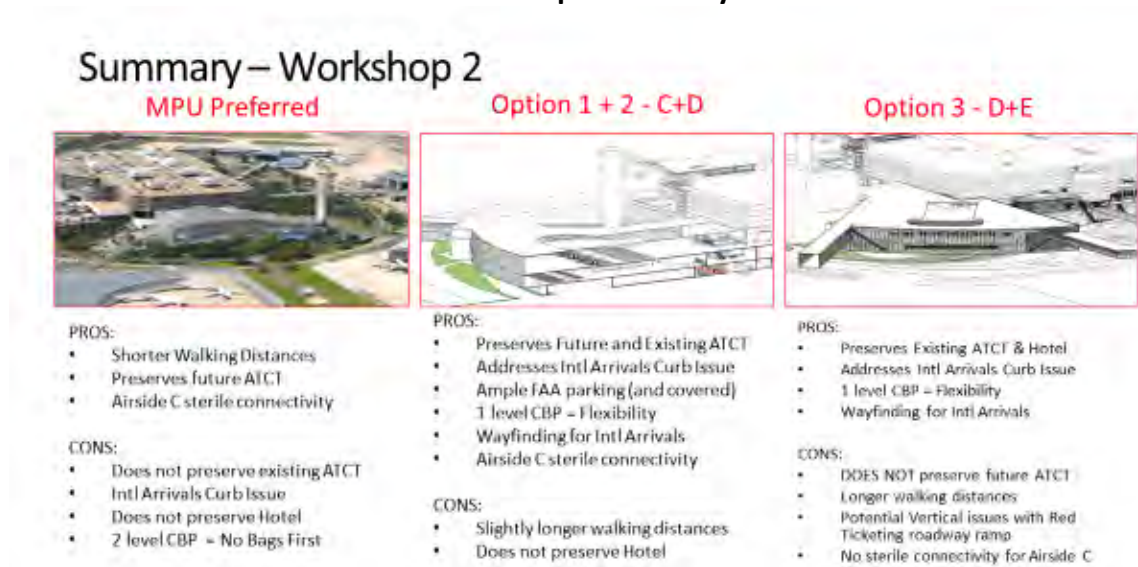 Summary – Workshop 2
MPU Preferred
PROS:
• Shorter Walking Distances
• Preserves future ATCT
• Airside C sterile connectivity
CONS:
• Does not preserve existing ATCT
• Intl Arrivals Curb Issue
• Does not preserve Hotel
• 2 level CBP = No Bags First
Option 1 + 2 - C+D
PROS:
• Preserves Future and Existing ATCT
• Addresses Intl Arrivals Curb Issue
• Ample FAA parking (and covered)
• 1 level CBP – Flexibility
• Wayfinding for Intl Arrivals
• Airside C sterile connectivity
CONS:
• Slightly longer walking distances
• Does not preserve Hotel
Option 3 - D+E
PROS:
• Preserves Existing ATCT & Hotel
• Addresses Intl Arrivals Curb Issue
• 1 level CBP – Flexibility
• Wayfinding for Intl Arrivals
CONS:
• DOES NOT preserve future ATCT
• Longer walking distances
• Potential Vertical issues with Red
Ticketing roadway ramp
• No sterile connectivity for Airside C